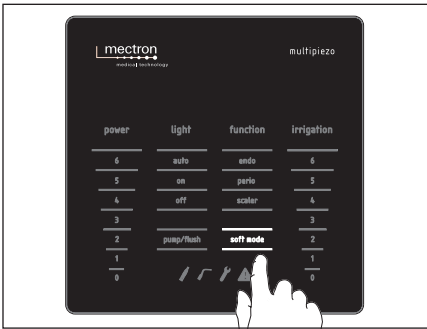 mectron
medical technology
multipiezo
power light function irrigation
6 auto endo 6
5 on perio 5
4 off scaler 4
3 3
2 pump/flush soft mode 2
1 1
0 0